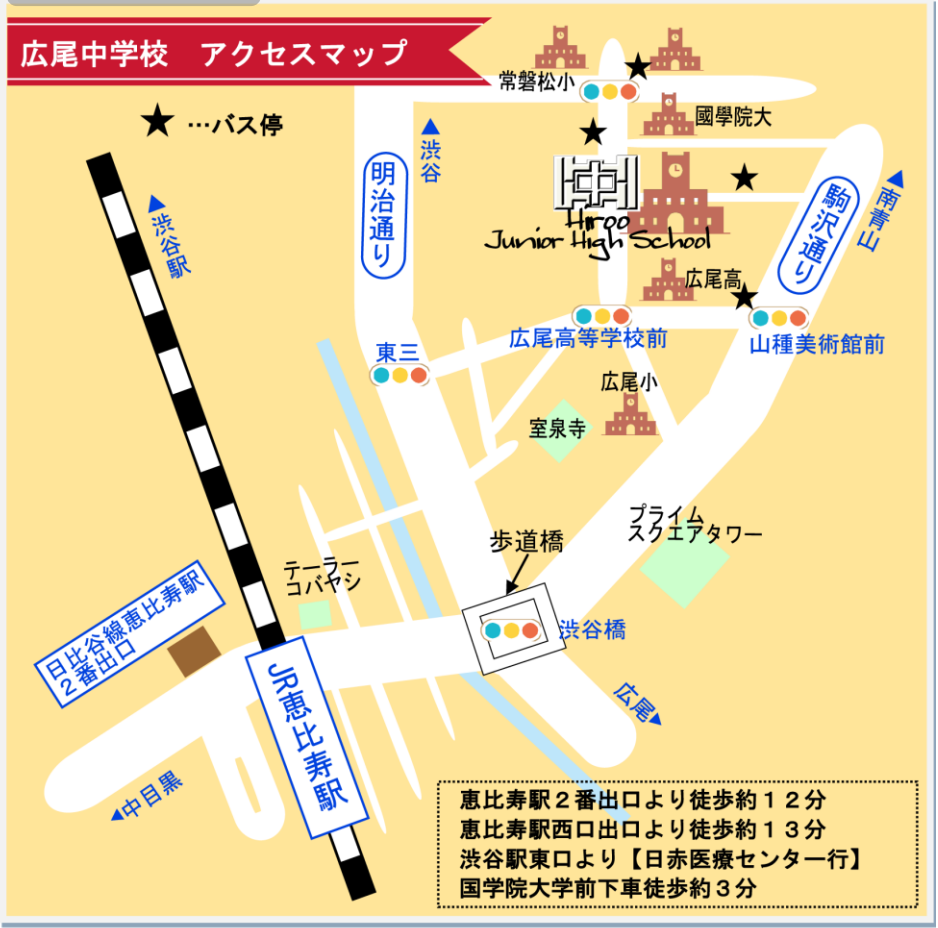 広尾中学校　アクセスマップ
★…バス停
常磐松小
國學院大
▲渋谷
明治通り
▲渋谷駅
駒沢通り
▲南青山
Hiroo
Junior High School
広尾高
広尾高等学校前
山種美術館前
東三
広尾小
室泉寺
プライム
スクエアタワー
歩道橋
テーラー
コバヤシ
渋谷橋
日比谷線恵比寿駅
２番出口
JR恵比寿駅
広尾▶
◀中目黒
恵比寿駅２番出口より徒歩約１２分
恵比寿駅西口出口より徒歩約１３分
渋谷駅東口より【日赤医療センター行】
国学院大学前下車徒歩約３分